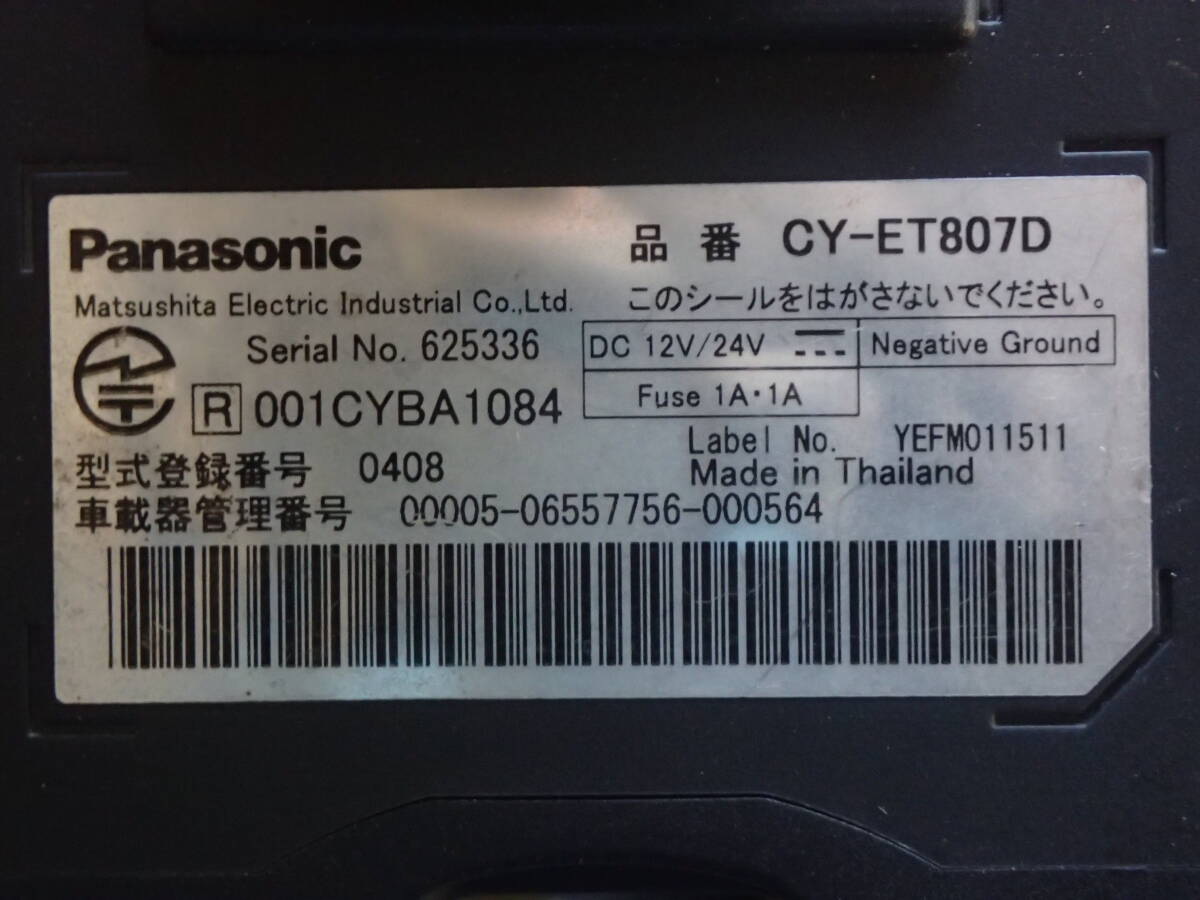 Panasonic
品番 CY-ET807D
Matsushita Electric Industrial Co.,Ltd.
このシールをはがさないでください。
Serial No. 625336
DC 12V/24V
Negative Ground
R 001CYBA1084
Fuse 1A・1A
Label No. YEFM011511
型式登録番号 0408
Made in Thailand
車載器管理番号 00005-06557756-000564